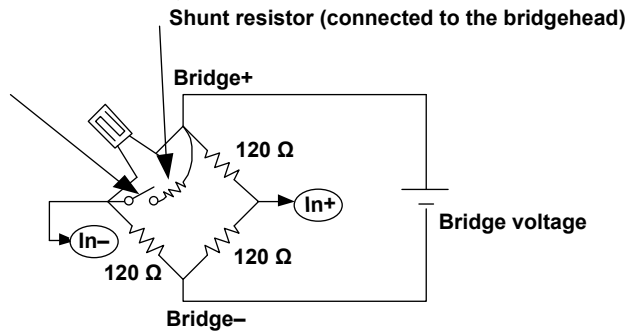 Shunt resistor (connected to the bridgehead)
Bridge+
120 Ω
In+
Bridge voltage
In−
120 Ω
120 Ω
Bridge−